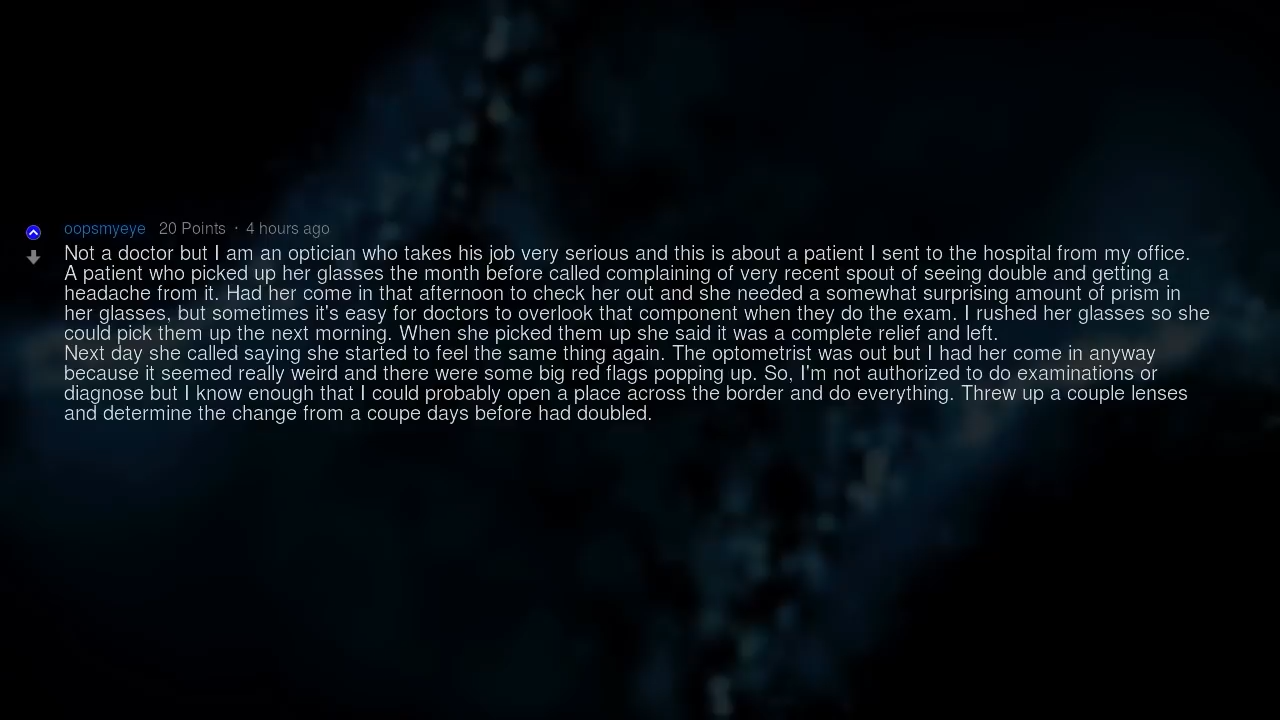 oopsmyeye 20 Points · 4 hours ago
Not a doctor but I am an optician who takes his job very serious and this is about a patient I sent to the hospital from my office.
A patient who picked up her glasses the month before called complaining of very recent spout of seeing double and getting a
headache from it. Had her come in that afternoon to check her out and she needed a somewhat surprising amount of prism in
her glasses, but sometimes it's easy for doctors to overlook that component when they do the exam. I rushed her glasses so she
could pick them up the next morning. When she picked them up she said it was a complete relief and left.
Next day she called saying she started to feel the same thing again. The optometrist was out but I had her come in anyway
because it seemed really weird and there were some big red flags popping up. So, I'm not authorized to do examinations or
diagnose but I know enough that I could probably open a place across the border and do everything. Threw up a couple lenses
and determine the change from a coupe days before had doubled.